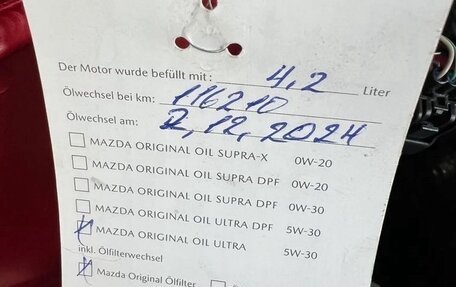 Der Motor wurde befüllt mit: 4,2 Liter
Ölwechsel bei km: 116210
Ölwechsel am: 2,12,2024
MAZDA ORIGINAL OIL SUPRA-X 0W-20
MAZDA ORIGINAL OIL SUPRA DPF 0W-20
MAZDA ORIGINAL OIL SUPRA DPF 0W-30
MAZDA ORIGINAL OIL ULTRA DPF 5W-30
MAZDA ORIGINAL OIL ULTRA 5W-30
inkl. Ölfilterwechsel
Mazda Original Ölfilter